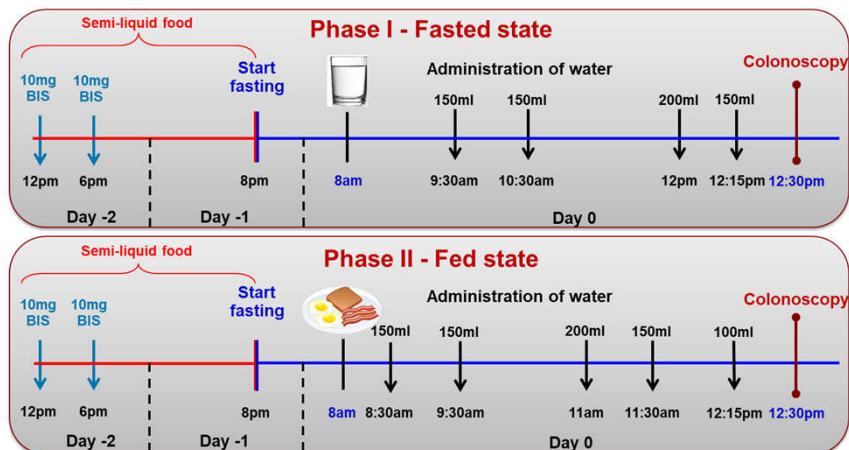 Semi-liquid food
Phase I - Fasted state
10mg BIS
10mg BIS
Start fasting
Administration of water
Colonoscopy
150ml
150ml
200ml
150ml
12pm
6pm
8pm
8am
9:30am
10:30am
12pm
12:15pm
12:30pm
Day -2
Day -1
Day 0
Semi-liquid food
Phase II - Fed state
10mg BIS
10mg BIS
Start fasting
Administration of water
Colonoscopy
150ml
150ml
200ml
150ml
100ml
12pm
6pm
8pm
8am
8:30am
9:30am
11am
11:30am
12:15pm
12:30pm
Day -2
Day -1
Day 0